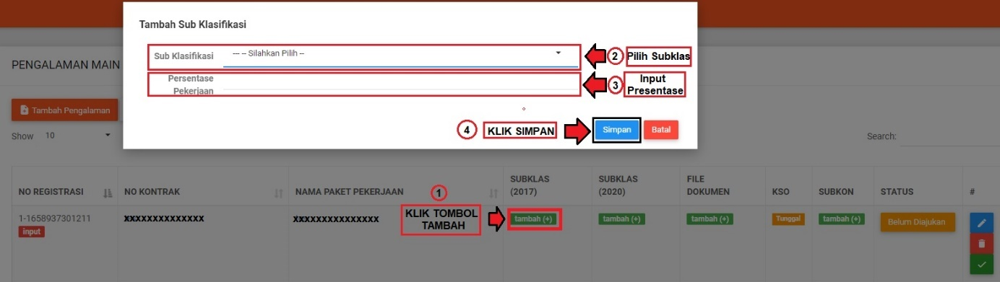 Tambah Sub Klasifikasi
Sub Klasifikasi
--- -- Silahkan Pilih --
2 Pilih Subklas
Persentase
Pekerjaan
3 Input
Presentase
PENGALAMAN MAIN
Tambah Pengalaman
4 KLIK SIMPAN
Simpan
Batal
Show 10
Search:
NO REGISTRASI
NO KONTRAK
NAMA PAKET PEKERJAAN
SUBKLAS
(2017)
SUBKLAS
(2020)
FILE
DOKUMEN
KSO
SUBKON
STATUS
#
1
KLIK TOMBOL
TAMBAH
1-1658937301211
input
xxxxxxxxxxxxxx
xxxxxxxxxxxxxxx
tambah (+)
tambah (+)
tambah (+)
Tunggal
tambah (+)
Belum Diajukan